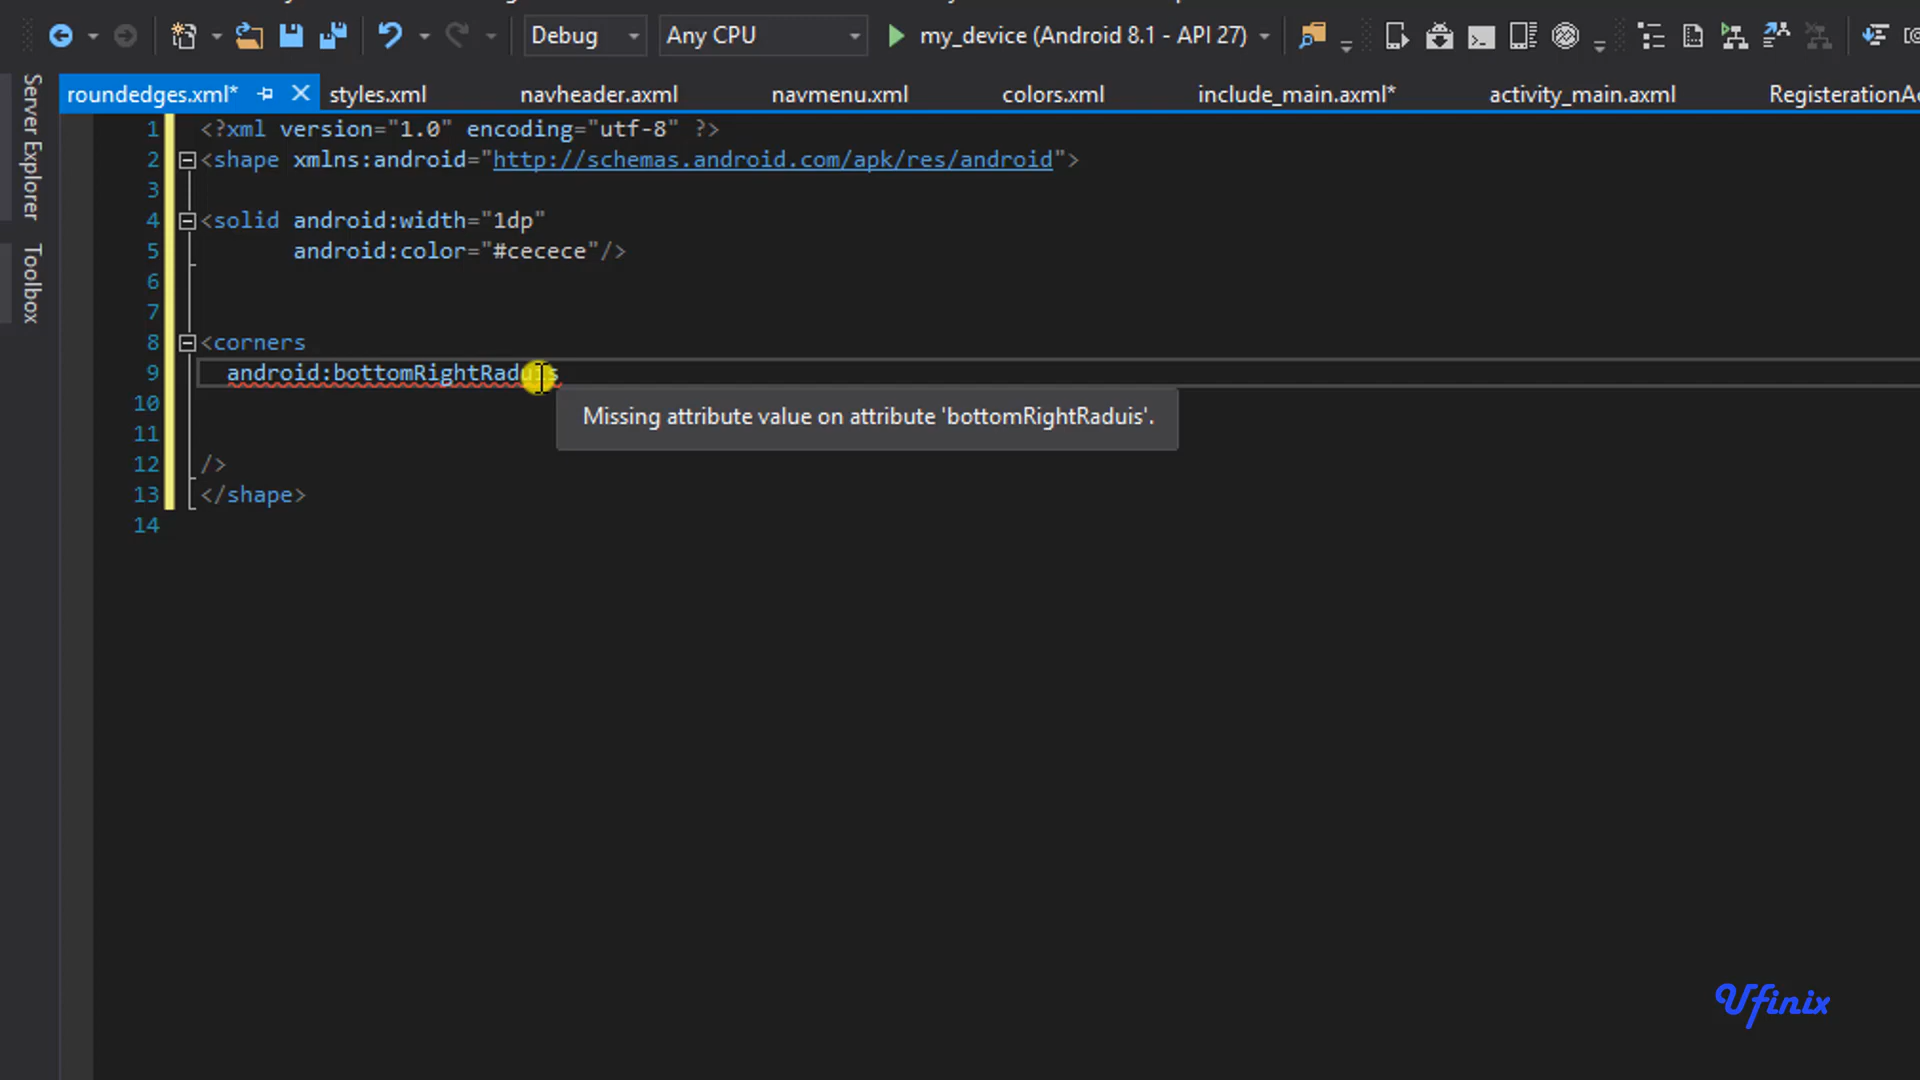 Debug
Any CPU
my_device (Android 8.1 - API 27)
Server Explorer
Toolbox
roundedges.xml*
styles.xml
navheader.axml
navmenu.xml
colors.xml
include_main.axml*
activity_main.axml
RegisterationAc
1 <?xml version="1.0" encoding="utf-8" ?>
2 <shape xmlns:android="http://schemas.android.com/apk/res/android">
3
4 <solid android:width="1dp"
5 android:color="#cecece"/>
6
7
8 <corners
9 android:bottomRightRaduis
10
11
12 />
13 </shape>
14
Missing attribute value on attribute 'bottomRightRaduis'.
Ufinix